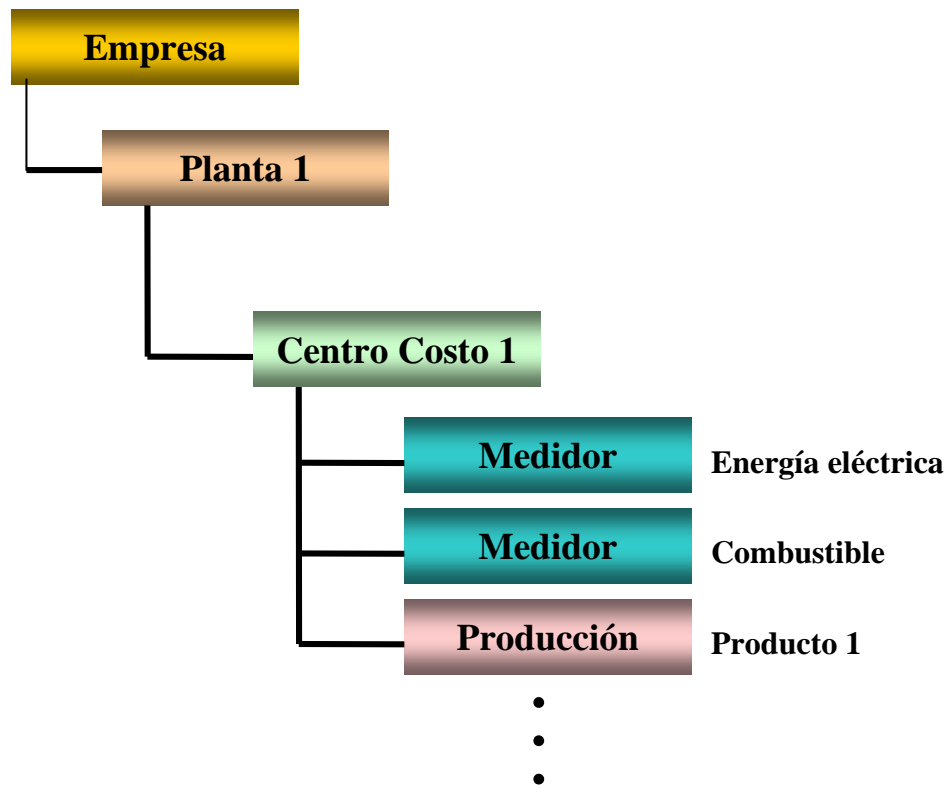 Empresa
Planta 1
Centro Costo 1
Medidor Energía eléctrica
Medidor Combustible
Producción Producto 1